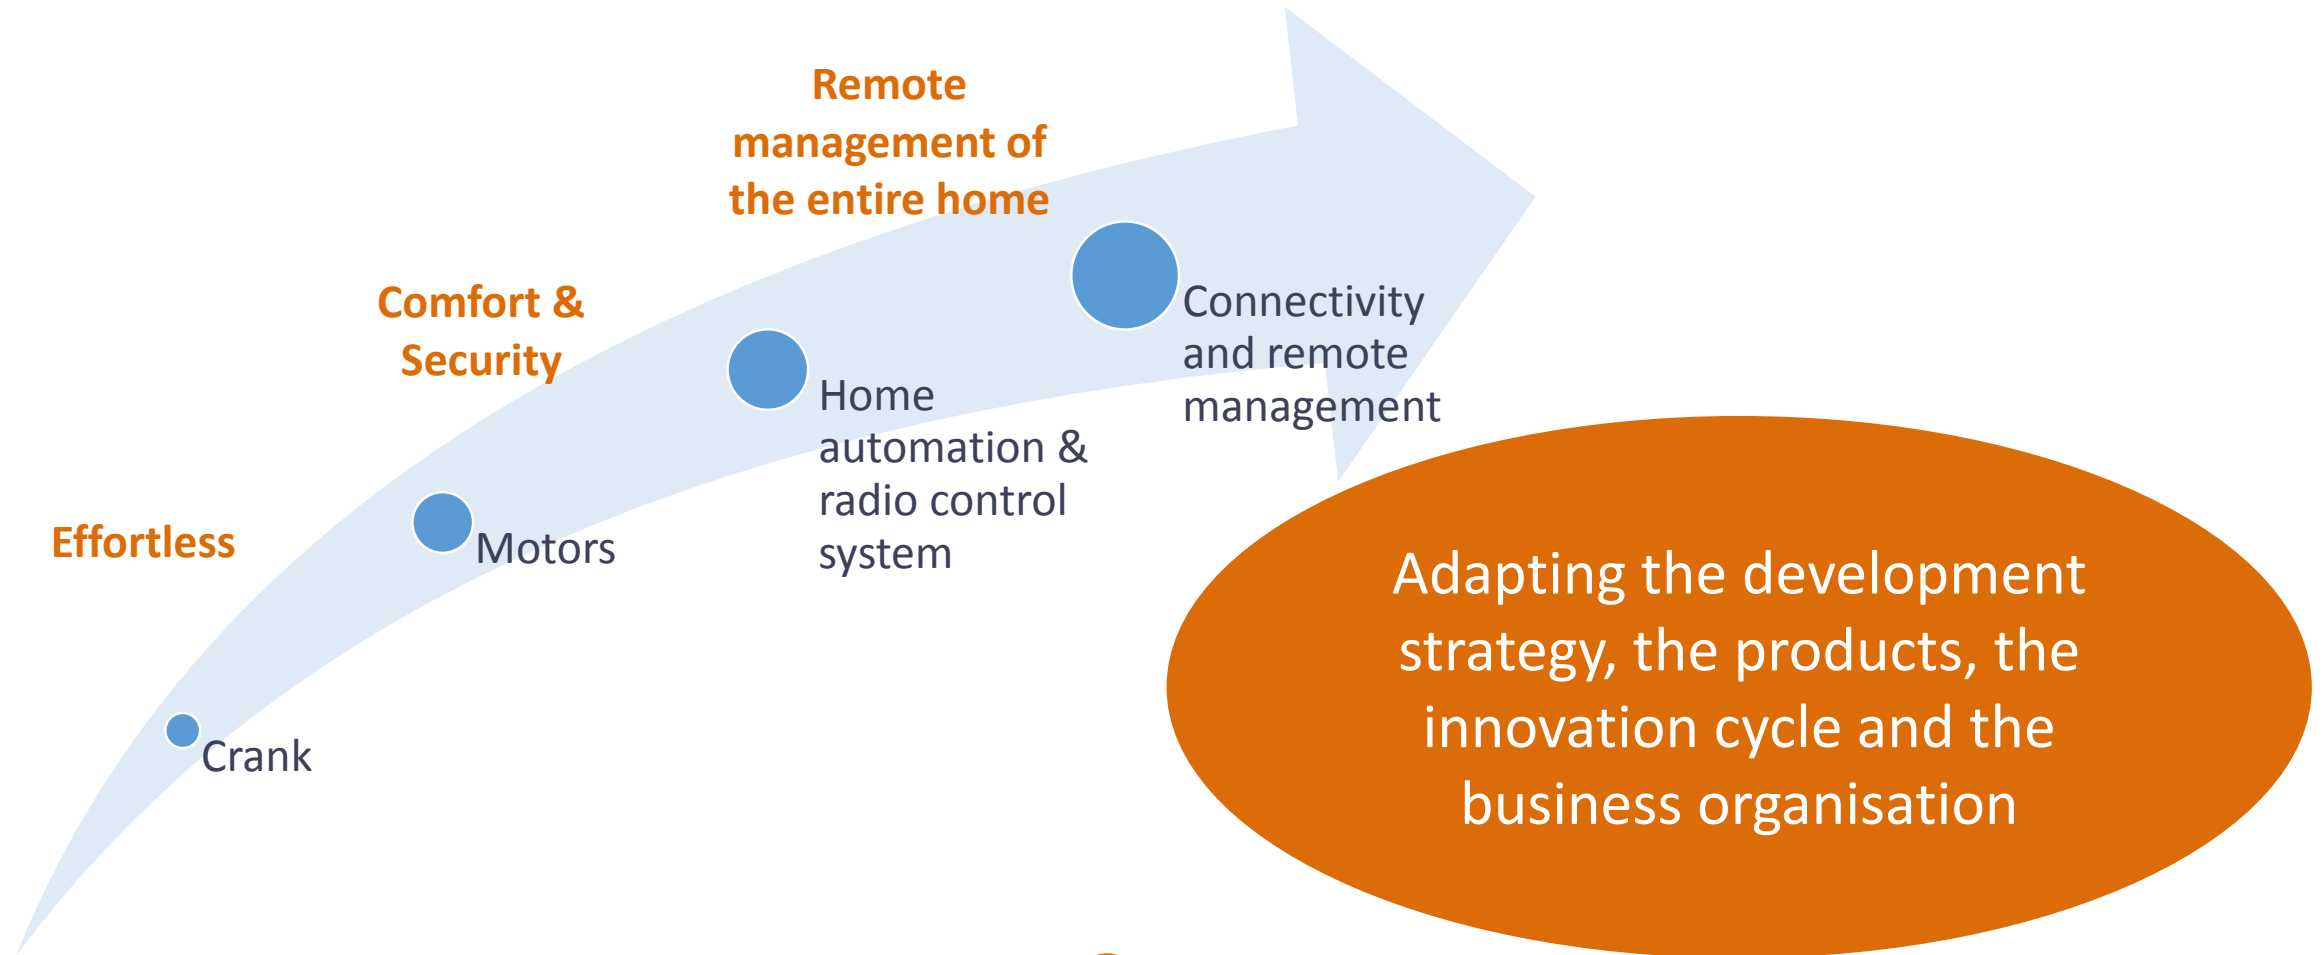 Remote
management of
the entire home
Comfort &
Security
Effortless
Crank
Motors
Home
automation &
radio control
system
Connectivity
and remote
management
Adapting the development
strategy, the products, the
innovation cycle and the
business organisation